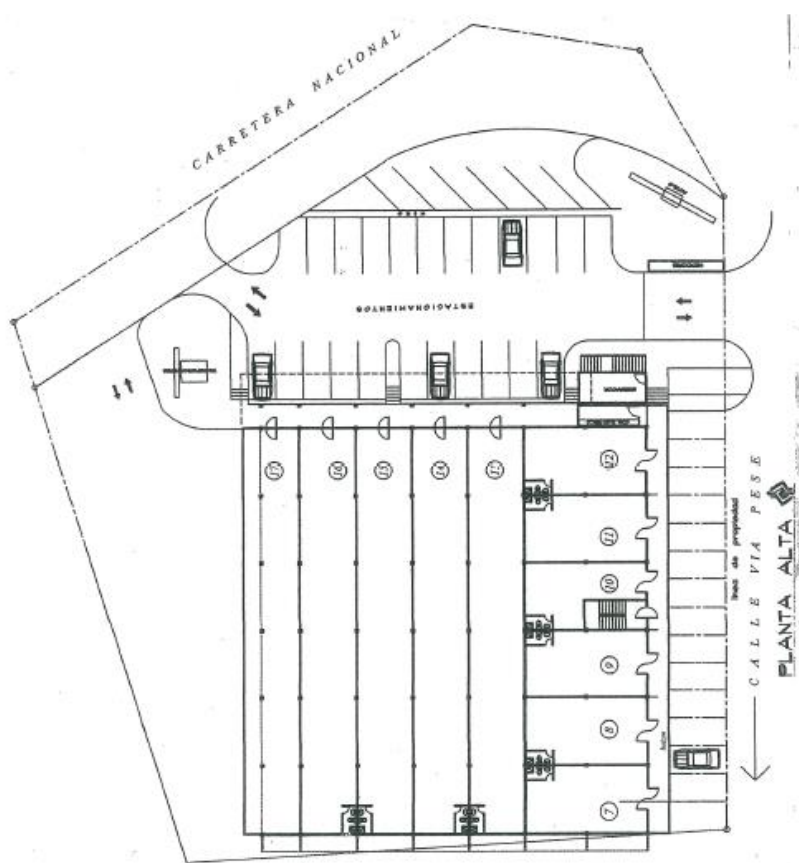 CARRETERA NACIONAL
ESTACIONAMIENTOS
17
16
15
14
13
12
11
10
9
8
7
línea de propiedad
CALLE VIA PESE
PLANTA ALTA